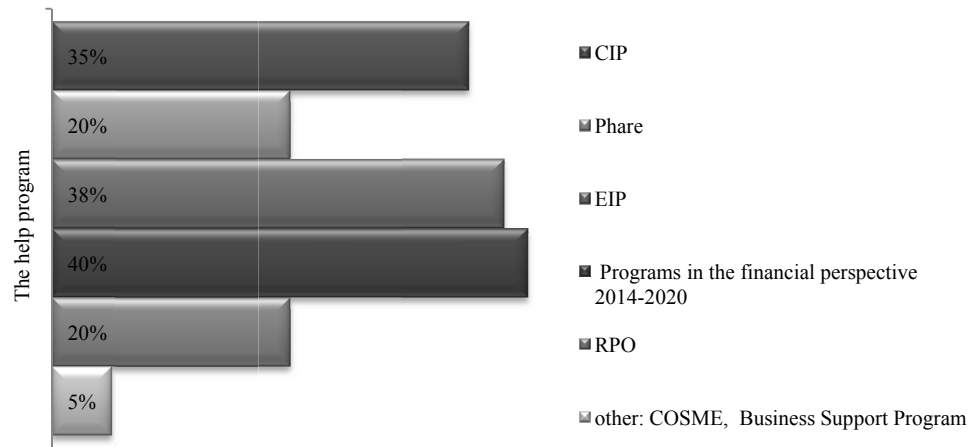 The help program
35%
20%
38%
40%
20%
5%
CIP
Phare
EIP
Programs in the financial perspective
2014-2020
RPO
other: COSME, Business Support Program